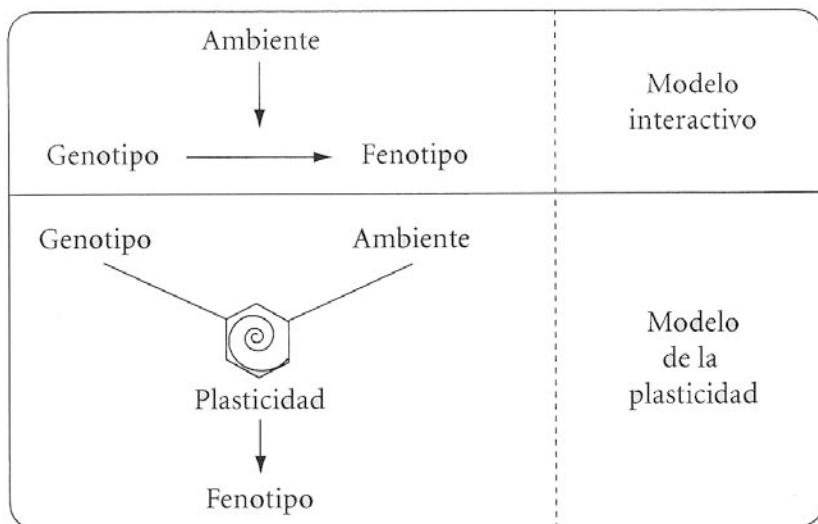 Ambiente
Genotipo
Fenotipo
Modelo
interactivo
Genotipo
Ambiente
Plasticidad
Fenotipo
Modelo
de la
plasticidad